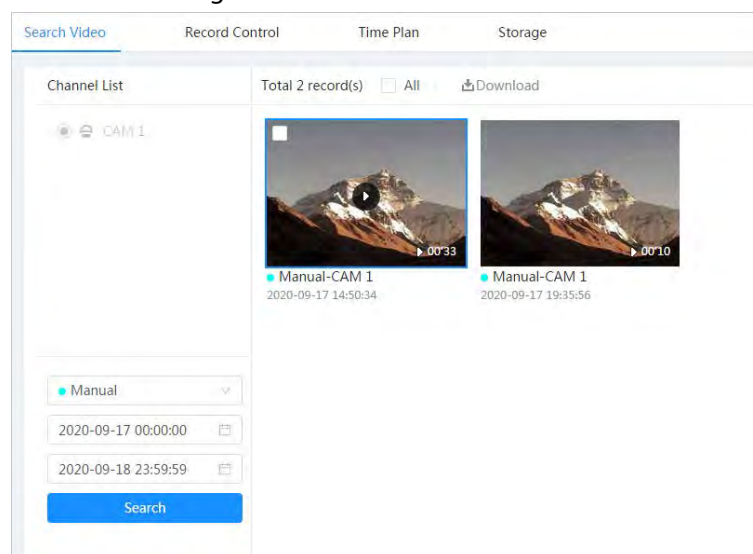 Search Video Record Control Time Plan Storage
Channel List
Total 2 record(s) All Download
CAM 1
00'33
00'10
Manual-CAM 1
2020-09-17 14:50:34
Manual-CAM 1
2020-09-17 19:35:56
Manual
2020-09-17 00:00:00
2020-09-18 23:59:59
Search